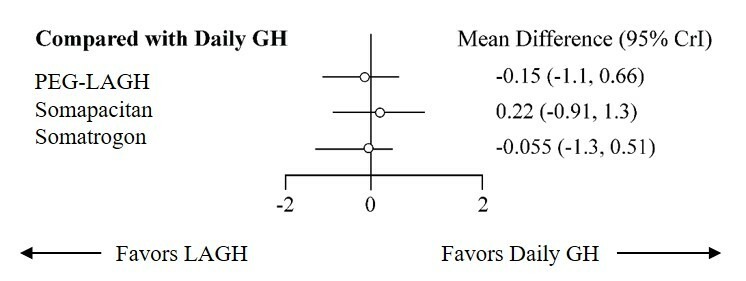 Compared with Daily GH Mean Difference (95% CrI)
PEG-LAGH -0.15 (-1.1, 0.66)
Somapacitan 0.22 (-0.91, 1.3)
Somatrogon -0.055 (-1.3, 0.51)
-2 0 2
Favors LAGH Favors Daily GH